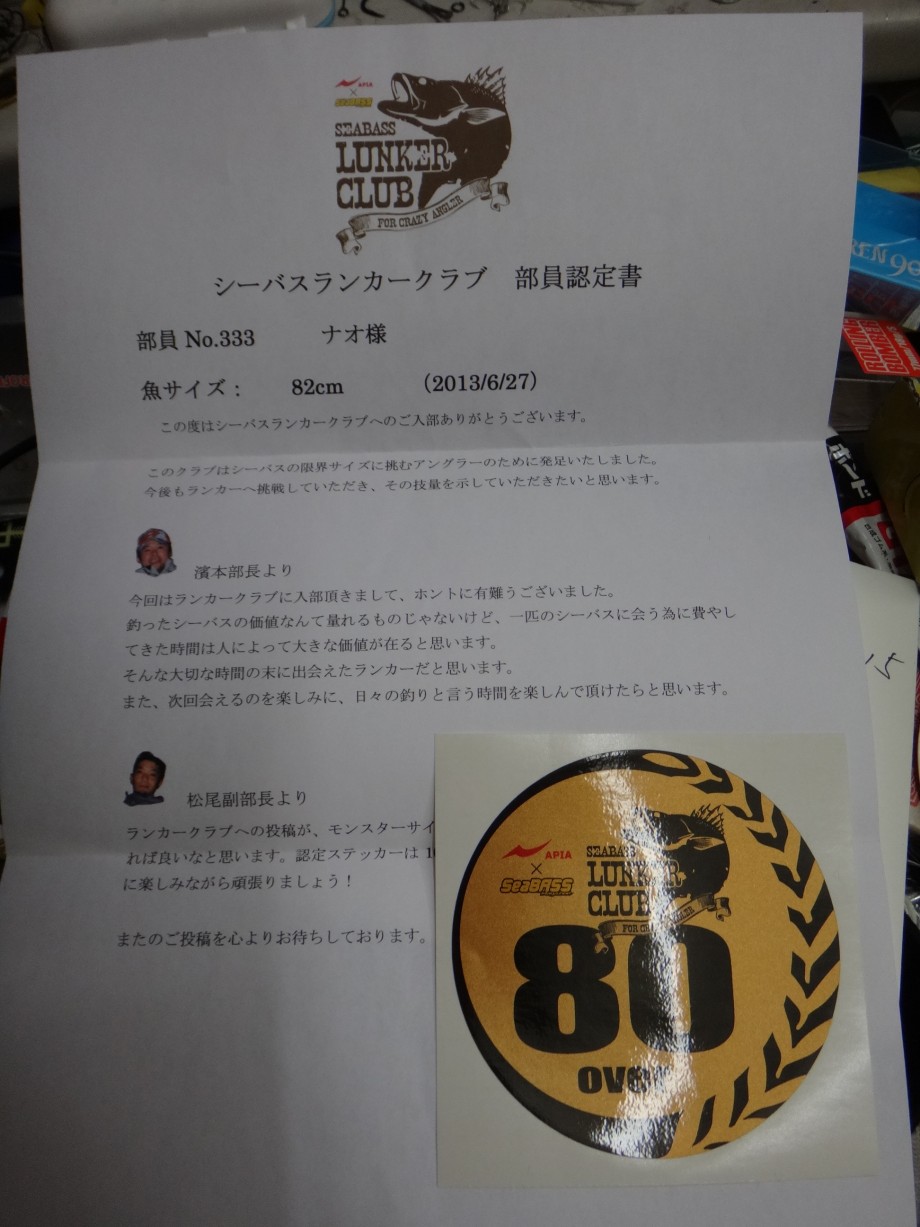 APIA
×
SeaBASS
SEABASS
LUNKER
CLUB
FOR CRAZY ANGLER
シーバスランカークラブ 部員認定書
部員 No.333 ナオ様
魚サイズ： 82cm （2013/6/27）
この度はシーバスランカークラブへのご入部ありがとうございます。
このクラブはシーバスの限界サイズに挑むアングラーのために発足いたしました。
今後もランカーへ挑戦していただき、その技量を示していただきたいと思います。
濱本部長より
今回はランカークラブに入部頂きまして、ホントに有難うございました。
釣ったシーバスの価値なんて量れるものじゃないけど、一匹のシーバスに会う為に費やし
てきた時間は人によって大きな価値が在ると思います。
そんな大切な時間の末に出会えたランカーだと思います。
また、次回会えるのを楽しみに、日々の釣りと言う時間を楽しんで頂けたらと思います。
松尾副部長より
ランカークラブへの投稿が、モンスターサイ
れば良いなと思います。認定ステッカーは 1
に楽しみながら頑張りましょう！
またのご投稿を心よりお待ちしております。
APIA
×
SeaBASS
SEABASS
LUNKER
CLUB
80
over
REN 90
ROLLING
BOMBER
ード
15